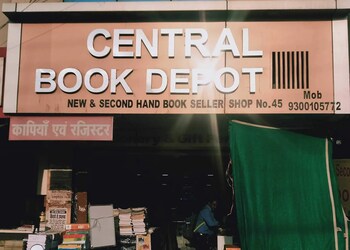 CENTRAL
BOOK DEPOT
Mob
NEW & SECOND HAND BOOK SELLER SHOP No.45 9300105772
कापियाँ एवं रजिस्टर